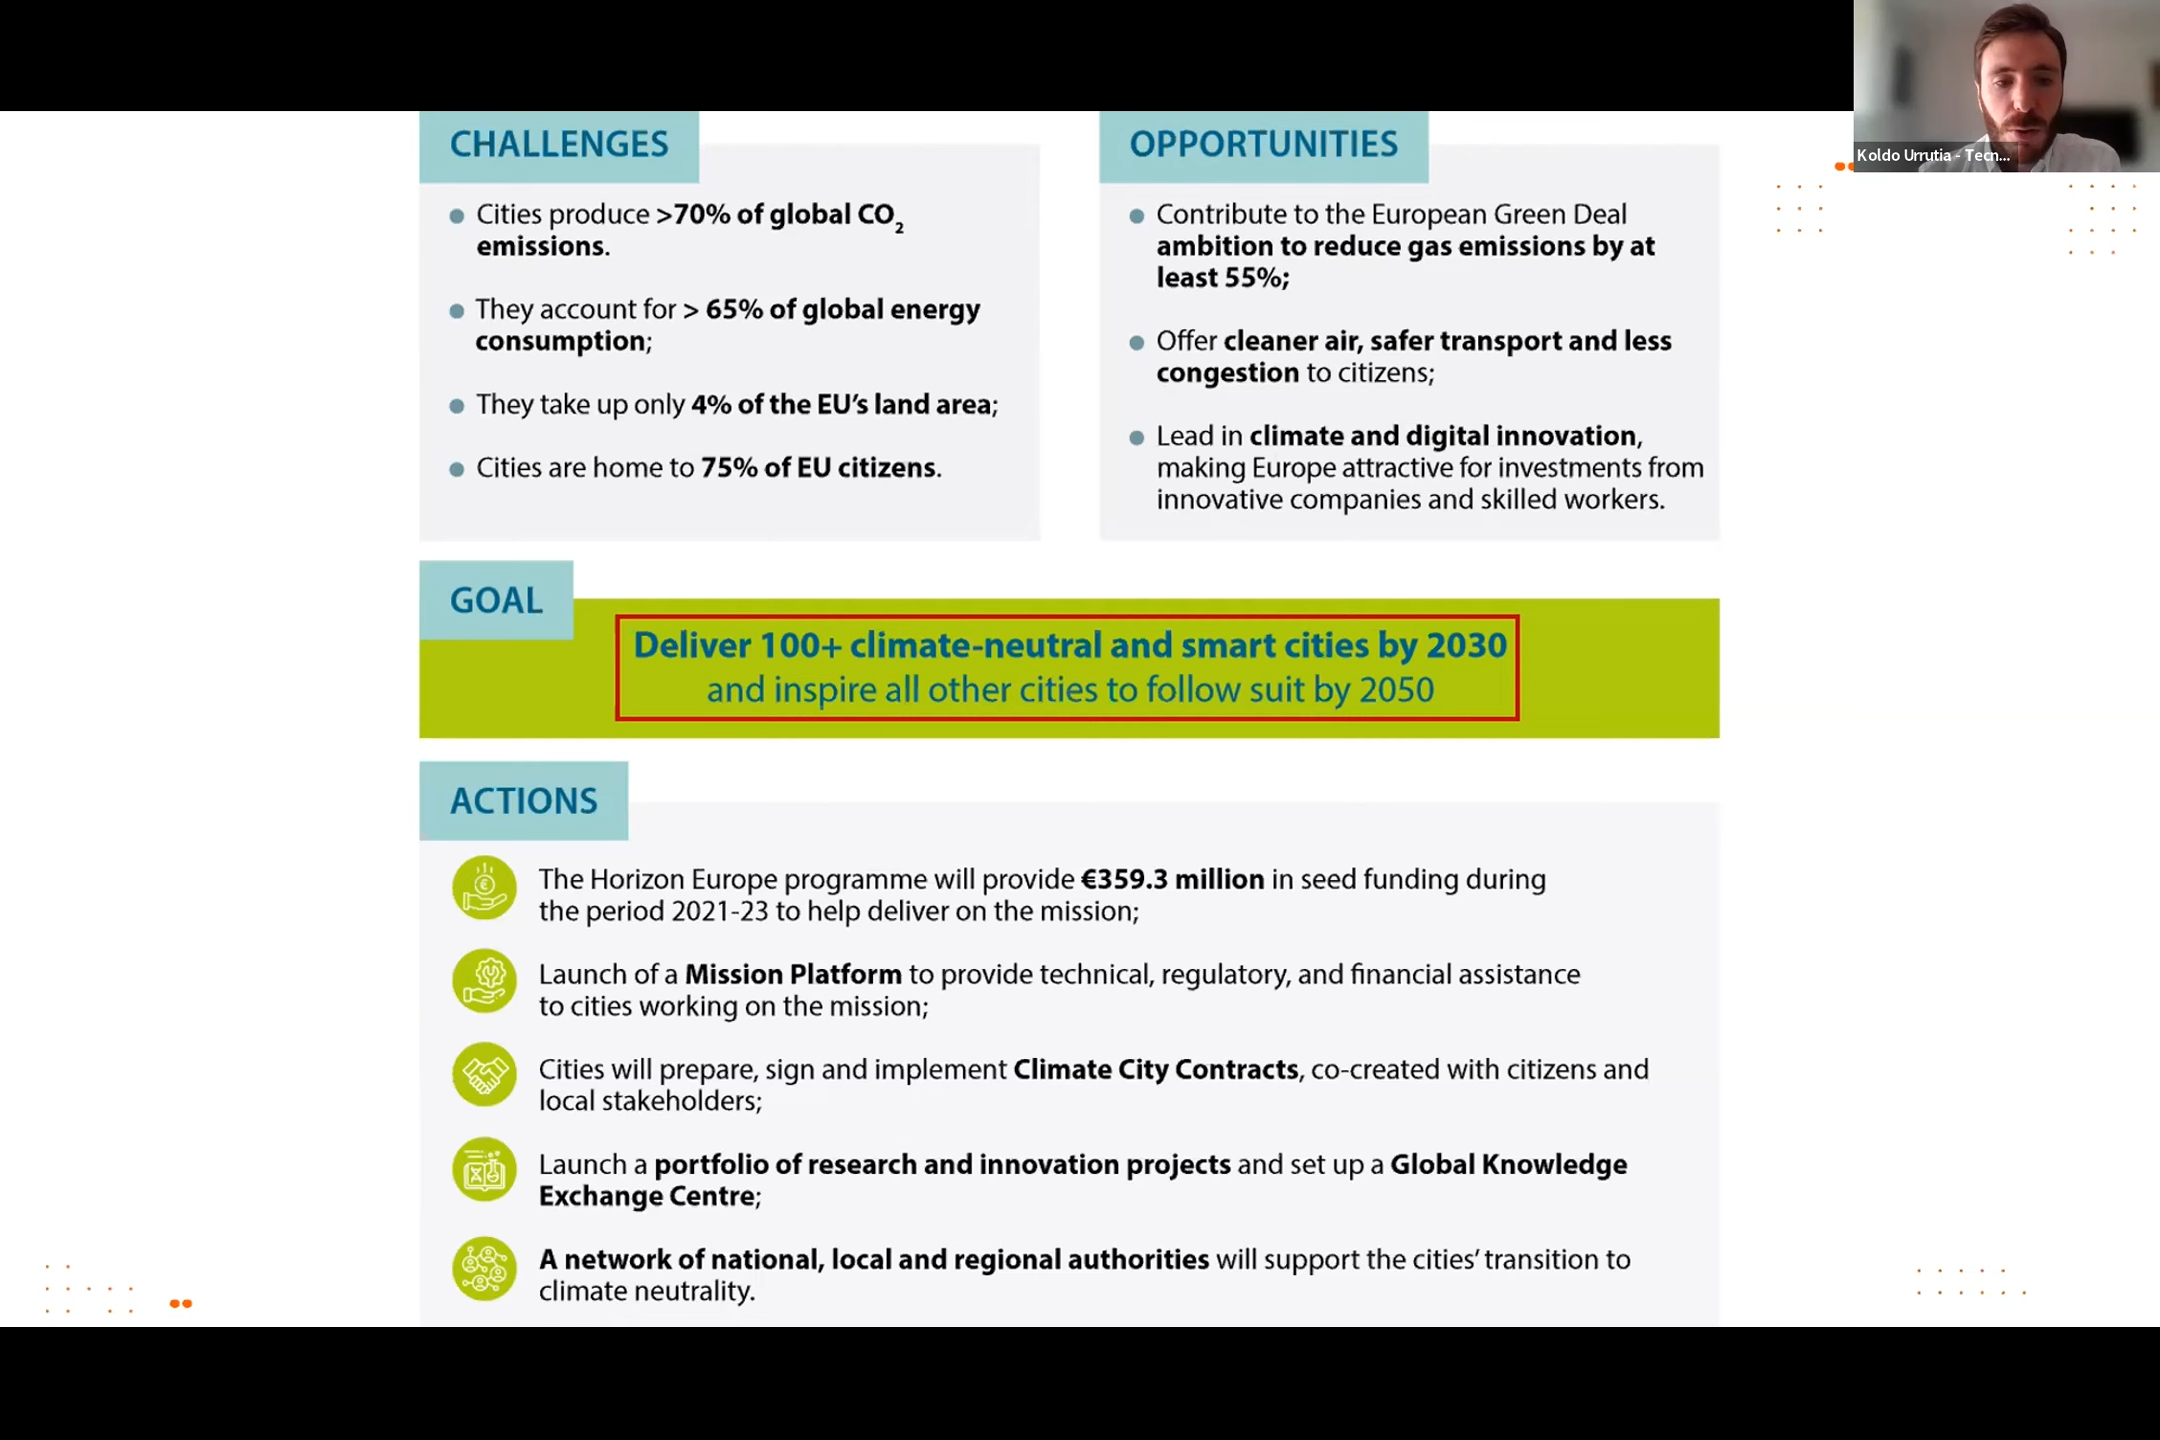 CHALLENGES
Cities produce >70% of global CO₂
emissions.
They account for > 65% of global energy
consumption;
They take up only 4% of the EU’s land area;
Cities are home to 75% of EU citizens.
OPPORTUNITIES
Contribute to the European Green Deal
ambition to reduce gas emissions by at
least 55%;
Offer cleaner air, safer transport and less
congestion to citizens;
Lead in climate and digital innovation,
making Europe attractive for investments from
innovative companies and skilled workers.
Koldo Urrutia - Tecn...
GOAL
Deliver 100+ climate-neutral and smart cities by 2030
and inspire all other cities to follow suit by 2050
ACTIONS
The Horizon Europe programme will provide €359.3 million in seed funding during
the period 2021-23 to help deliver on the mission;
Launch of a Mission Platform to provide technical, regulatory, and financial assistance
to cities working on the mission;
Cities will prepare, sign and implement Climate City Contracts, co-created with citizens and
local stakeholders;
Launch a portfolio of research and innovation projects and set up a Global Knowledge
Exchange Centre;
A network of national, local and regional authorities will support the cities’ transition to
climate neutrality.